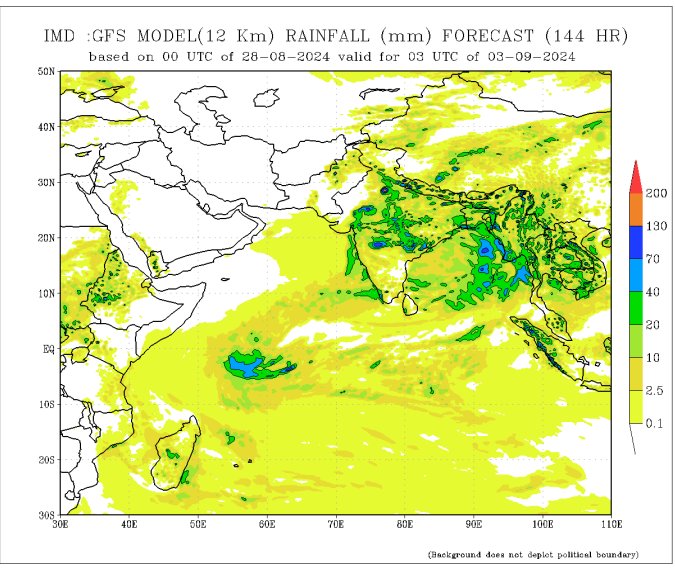 IMD :GFS MODEL(12 Km) RAINFALL (mm) FORECAST (144 HR)
based on 00 UTC of 28-08-2024 valid for 03 UTC of 03-09-2024
50N
40N
30N
20N
10N
EQ
10S
20S
30S
30E 40E 50E 60E 70E 80E 90E 100E 110E
200
130
70
40
20
10
2.5
0.1
(Background does not depict political boundary)